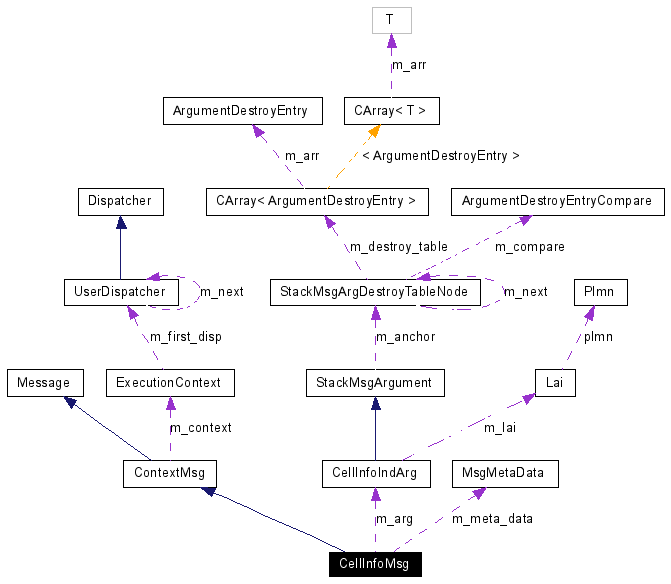 T
m_arr
ArgumentDestroyEntry
CArray< T >
m_arr
< ArgumentDestroyEntry >
Dispatcher
CArray< ArgumentDestroyEntry >
ArgumentDestroyEntryCompare
m_destroy_table
m_compare
UserDispatcher
m_next
StackMsgArgDestroyTableNode
m_next
Plmn
m_first_disp
m_anchor
plmn
Message
ExecutionContext
StackMsgArgument
Lai
m_context
m_lai
ContextMsg
CellInfoIndArg
MsgMetaData
m_arg
m_meta_data
CellInfoMsg